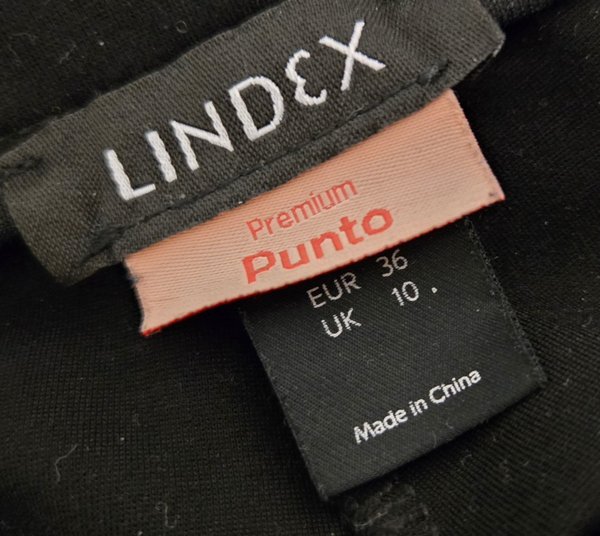 LINDEX
Premium
Punto
EUR 36
UK 10.
Made in China